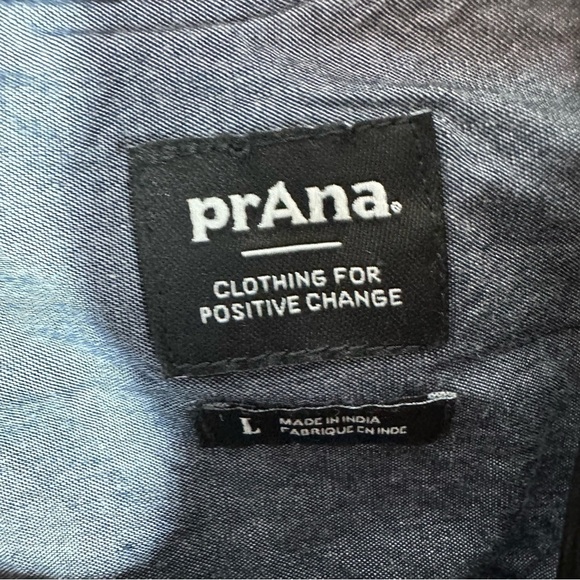 prAna®
CLOTHING FOR
POSITIVE CHANGE
L
MADE IN INDIA
FABRIQUE EN INDE